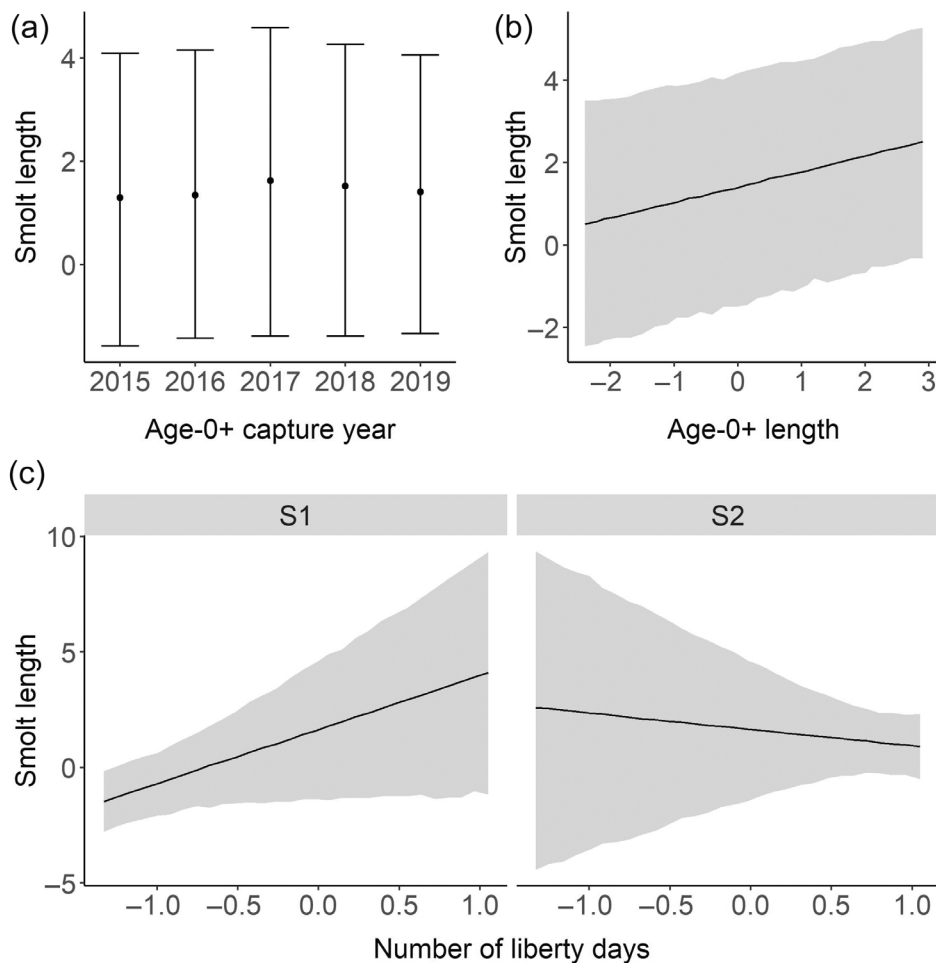 (a)
Smolt length
4
2
0
2015 2016 2017 2018 2019
Age-0+ capture year
(b)
Smolt length
4
2
0
−2
−2 −1 0 1 2 3
Age-0+ length
(c)
S1 S2
Smolt length
10
5
0
−5
−1.0 −0.5 0.0 0.5 1.0 −1.0 −0.5 0.0 0.5 1.0
Number of liberty days